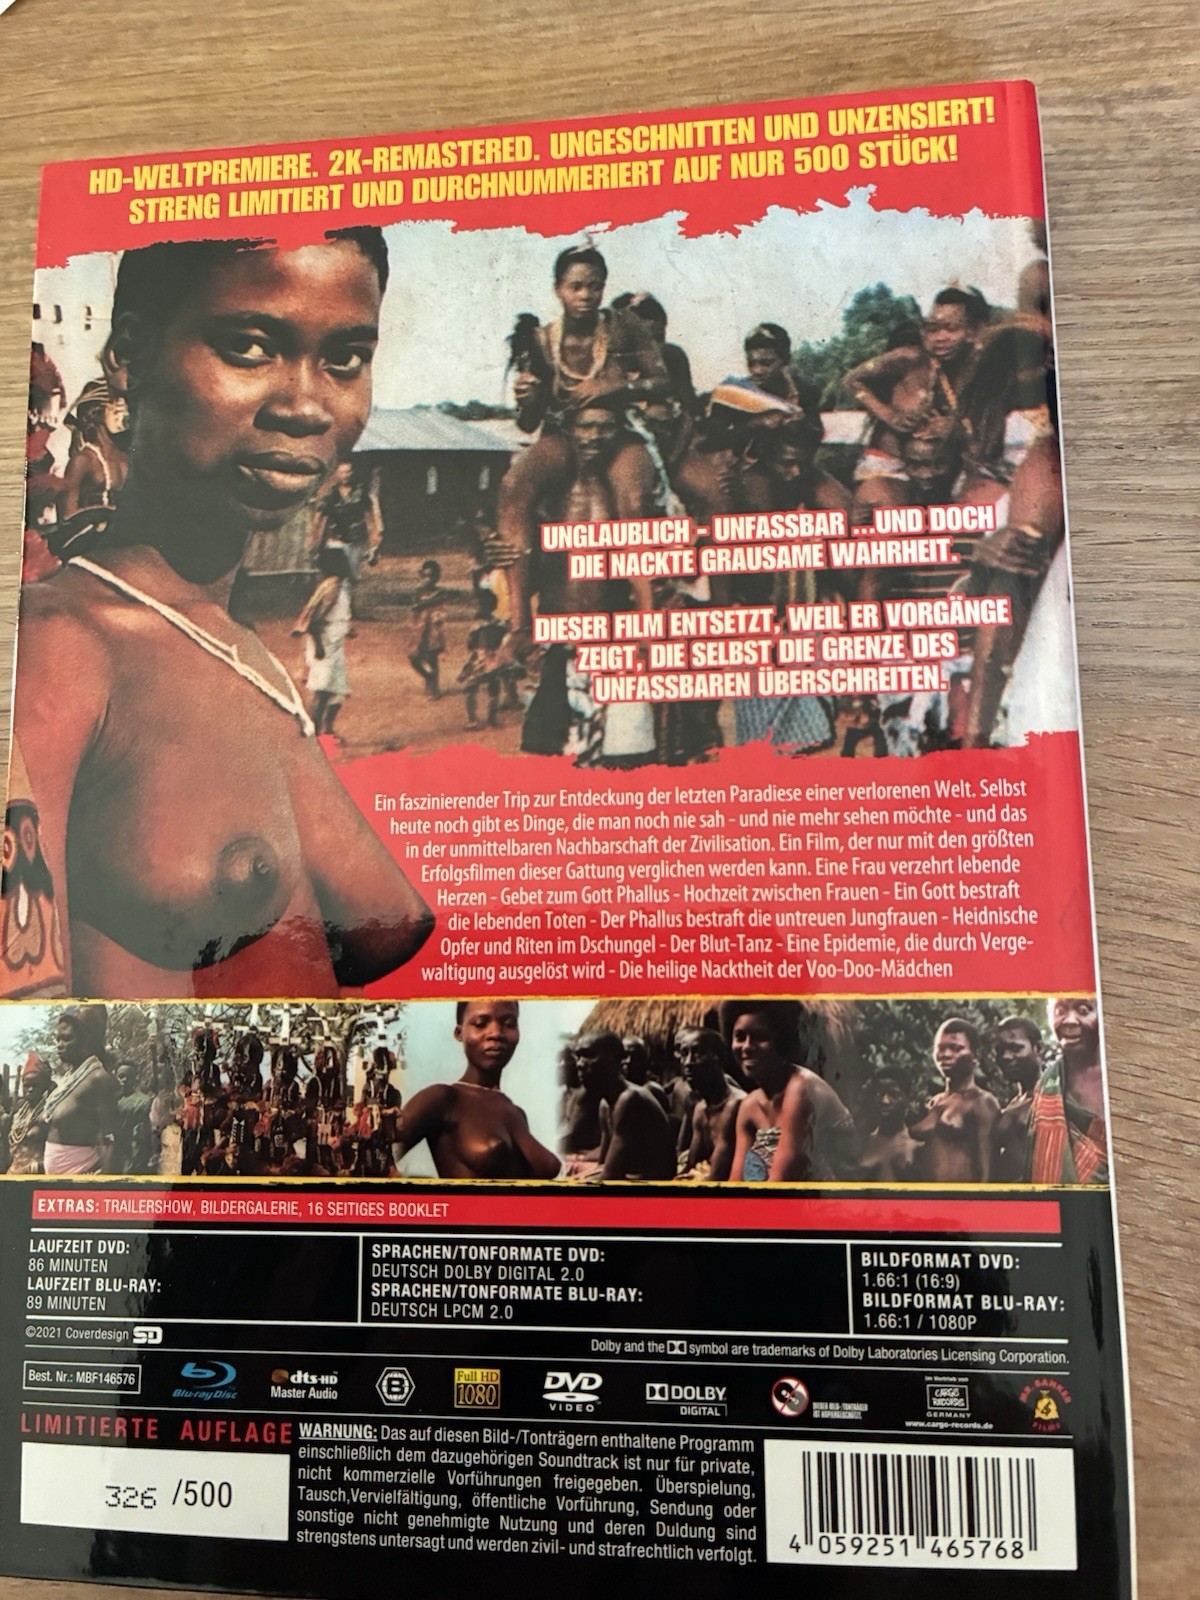 HD-WELTPREMIERE. 2K-REMASTERED. UNGESCHNITTEN UND UNZENSIERT!
STRENG LIMITIERT UND DURCHNUMMERIERT AUF NUR 500 STÜCK!
UNGLAUBLICH - UNFASSBAR ...UND DOCH
DIE NACKTE GRAUSAME WAHRHEIT.
DIESER FILM ENTSETZT, WEIL ER VORGÄNGE
ZEIGT, DIE SELBST DIE GRENZE DES
UNFASSBAREN ÜBERSCHREITEN.
Ein faszinierender Trip zur Entdeckung der letzten Paradiese einer verlorenen Welt. Selbst
heute noch gibt es Dinge, die man noch nie sah - und nie mehr sehen möchte - und das
in der unmittelbaren Nachbarschaft der Zivilisation. Ein Film, der nur mit den größten
Erfolgsfilmen dieser Gattung verglichen werden kann. Eine Frau verzehrt lebende
Herzen - Gebet zum Gott Phallus - Hochzeit zwischen Frauen - Ein Gott bestraft
die lebenden Toten - Der Phallus bestraft die untreuen Jungfrauen - Heidnische
Opfer und Riten im Dschungel - Der Blut-Tanz - Eine Epidemie, die durch Verge-
waltigung ausgelöst wird - Die heilige Nacktheit der Voo-Doo-Mädchen
EXTRAS: TRAILERSHOW, BILDERGALERIE, 16 SEITIGES BOOKLET
LAUFZEIT DVD:
86 MINUTEN
LAUFZEIT BLU-RAY:
89 MINUTEN
SPRACHEN/TONFORMATE DVD:
DEUTSCH DOLBY DIGITAL 2.0
SPRACHEN/TONFORMATE BLU-RAY:
DEUTSCH LPCM 2.0
BILDFORMAT DVD:
1.66:1 (16:9)
BILDFORMAT BLU-RAY:
1.66:1 / 1080P
©2021 Coverdesign SD
Dolby and the symbol are trademarks of Dolby Laboratories Licensing Corporation.
Best. Nr.: MBF146576
Blu-ray Disc
dts-HD
Master Audio
B
Full HD
1080
DVD
VIDEO
DOLBY
DIGITAL
DIESER BILD-/TONTRÄGER
IST KOPIERGESCHÜTZT.
Im Vertrieb von
CARGO
RECORDS
GERMANY
www.cargo-records.de
MR. BANKER
FILMS
LIMITIERTE AUFLAGE
326 /500
WARNUNG: Das auf diesen Bild-/Tonträgern enthaltene Programm
einschließlich dem dazugehörigen Soundtrack ist nur für private,
nicht kommerzielle Vorführungen freigegeben. Überspielung,
Tausch,Vervielfältigung, öffentliche Vorführung, Sendung oder
sonstige nicht genehmigte Nutzung und deren Duldung sind
strengstens untersagt und werden zivil- und strafrechtlich verfolgt.
4 059251 465768